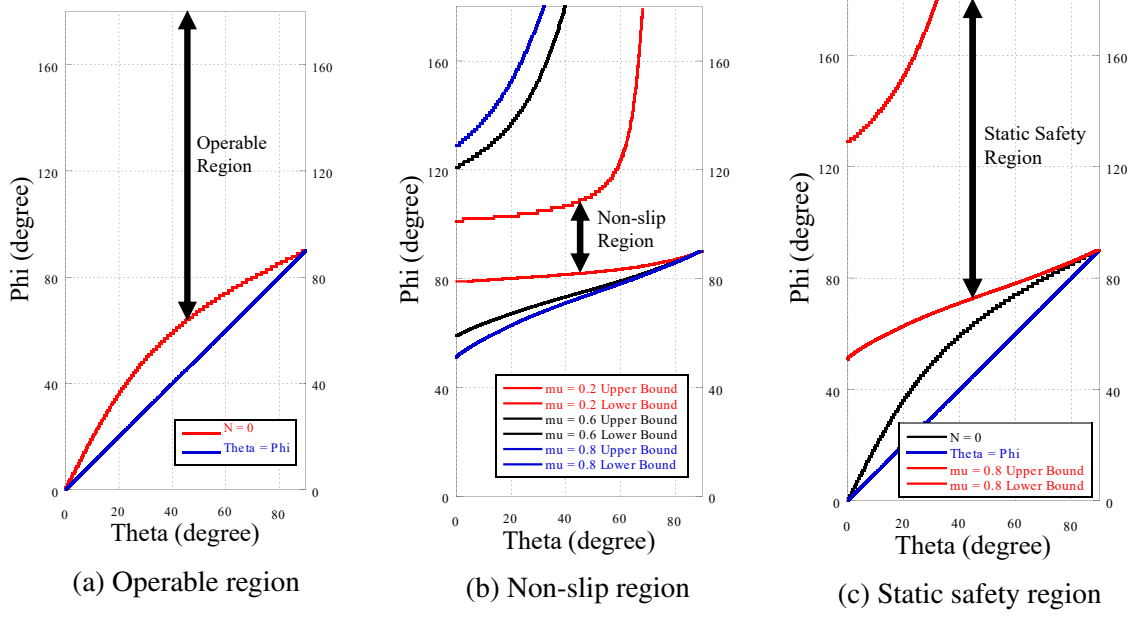 Phi (degree)
160
120
80
40
0
160
120
80
40
0
Operable
Region
N = 0
Theta = Phi
0
20
40
60
80
Theta (degree)
(a) Operable region
Phi (degree)
160
120
80
40
0
160
120
80
40
0
Non-slip
Region
mu = 0.2 Upper Bound
mu = 0.2 Lower Bound
mu = 0.6 Upper Bound
mu = 0.6 Lower Bound
mu = 0.8 Upper Bound
mu = 0.8 Lower Bound
0
20
40
60
80
Theta (degree)
(b) Non-slip region
Phi (degree)
160
120
80
40
0
160
120
80
40
0
Static Safety
Region
N = 0
Theta = Phi
mu = 0.8 Upper Bound
mu = 0.8 Lower Bound
0
20
40
60
80
Theta (degree)
(c) Static safety region